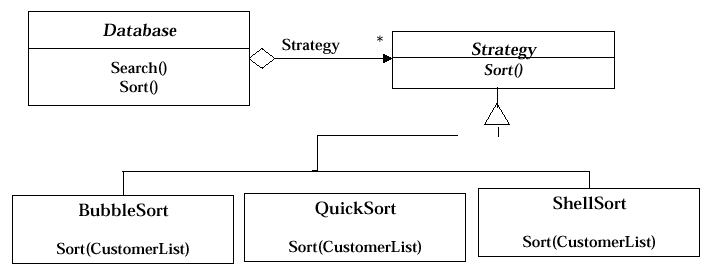 Database
Search()
Sort()
Strategy
*
Strategy
Sort()
BubbleSort
Sort(CustomerList)
QuickSort
Sort(CustomerList)
ShellSort
Sort(CustomerList)